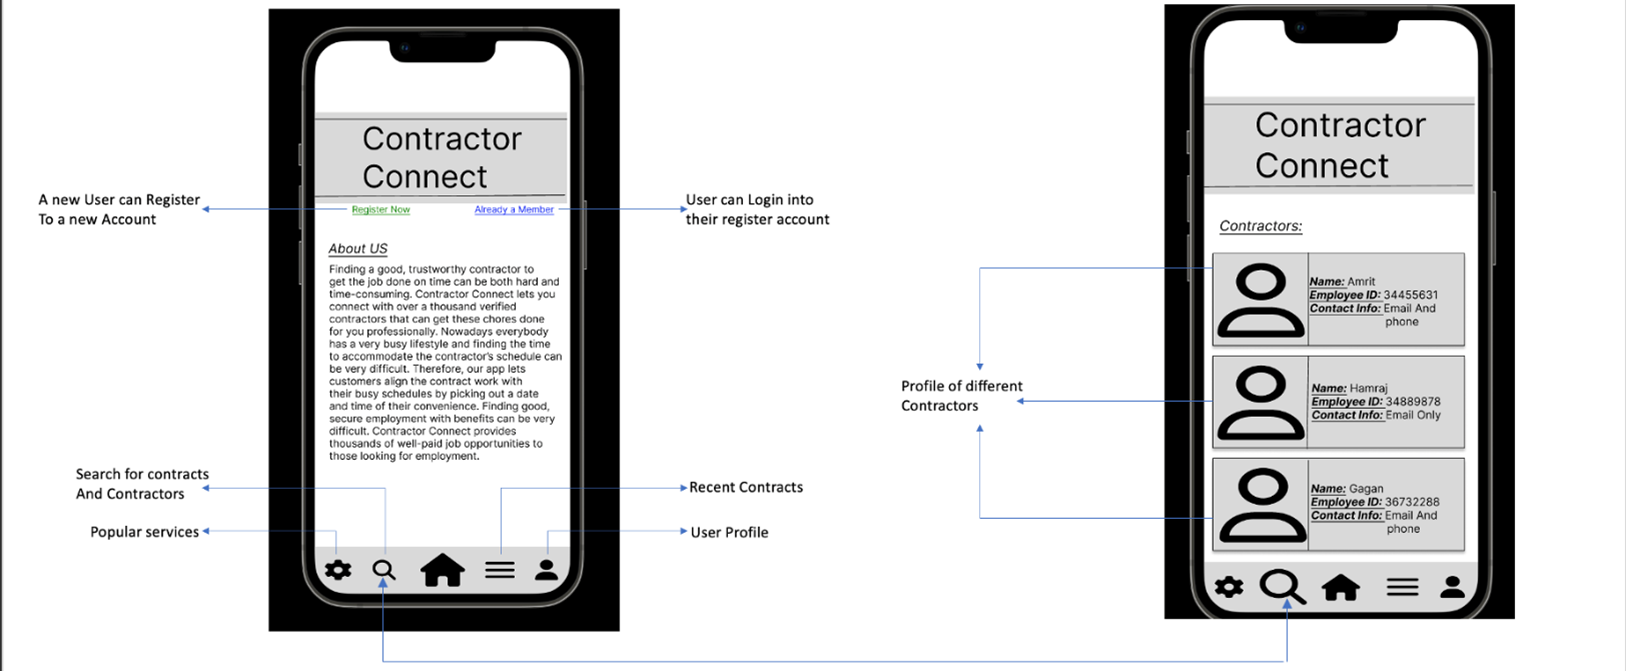 Contractor
Connect
A new User can Register
To a new Account
Register Now
Already a Member
User can Login into
their register account
About US
Finding a good, trustworthy contractor to
get the job done on time can be both hard and
time-consuming. Contractor Connect lets you
connect with over a thousand verified
contractors that can get these chores done
for you professionally. Nowadays everybody
has a very busy lifestyle and finding the time
to accommodate the contractor's schedule can
be very difficult. Therefore, our app lets
customers align the contract work with
their busy schedules by picking out a date
and time of their convenience. Finding good,
secure employment with benefits can be very
difficult. Contractor Connect provides
thousands of well-paid job opportunities to
those looking for employment.
Search for contracts
And Contractors
Popular services
Recent Contracts
User Profile
Contractor
Connect
Contractors:
Name: Amrit
Employee ID: 34455631
Contact Info: Email And
phone
Profile of different
Contractors
Name: Hamraj
Employee ID: 34889878
Contact Info: Email Only
Name: Gagan
Employee ID: 36732288
Contact Info: Email And
phone